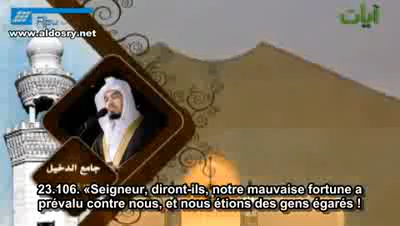 آيات
www.aldosry.net
جامع الدخيل
23.106. «Seigneur, diront-ils, notre mauvaise fortune a
prévalu contre nous, et nous étions des gens égarés !